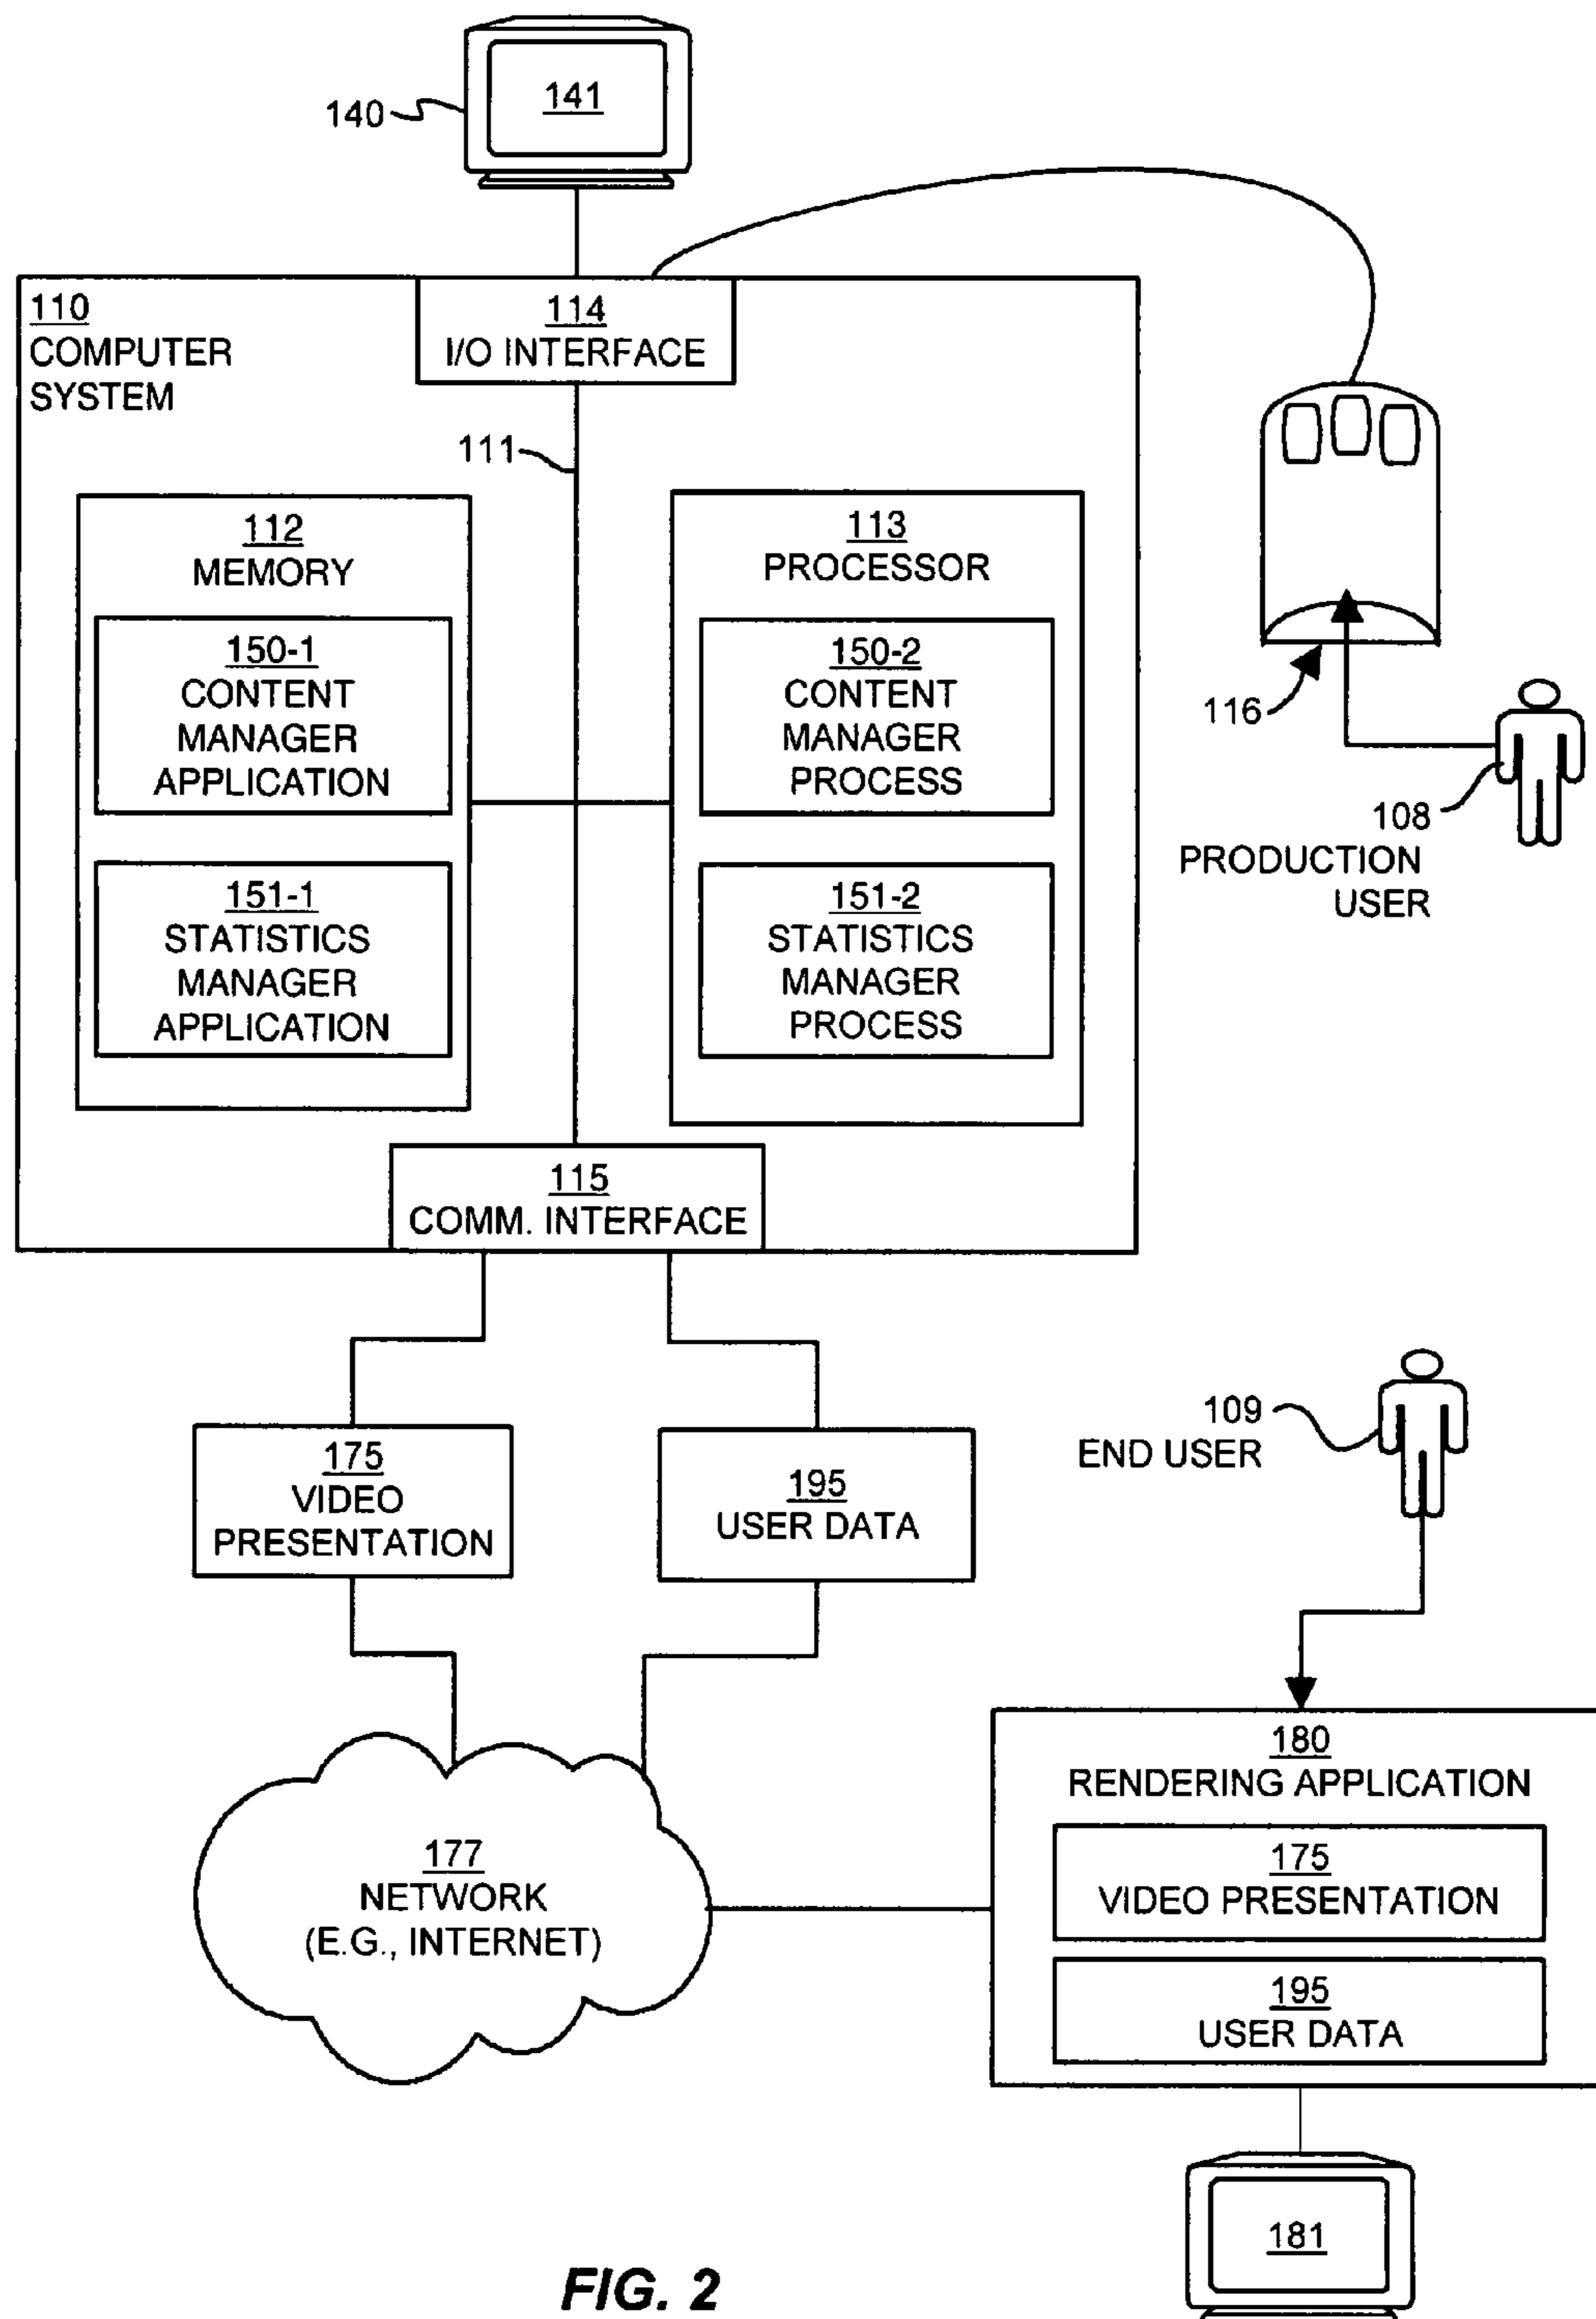 141
140
110
COMPUTER
SYSTEM
114
I/O INTERFACE
111
112
MEMORY
150-1
CONTENT
MANAGER
APPLICATION
151-1
STATISTICS
MANAGER
APPLICATION
113
PROCESSOR
150-2
CONTENT
MANAGER
PROCESS
151-2
STATISTICS
MANAGER
PROCESS
116
108
PRODUCTION
USER
115
COMM. INTERFACE
175
VIDEO
PRESENTATION
195
USER DATA
109
END USER
177
NETWORK
(E.G., INTERNET)
180
RENDERING APPLICATION
175
VIDEO PRESENTATION
195
USER DATA
181
FIG. 2